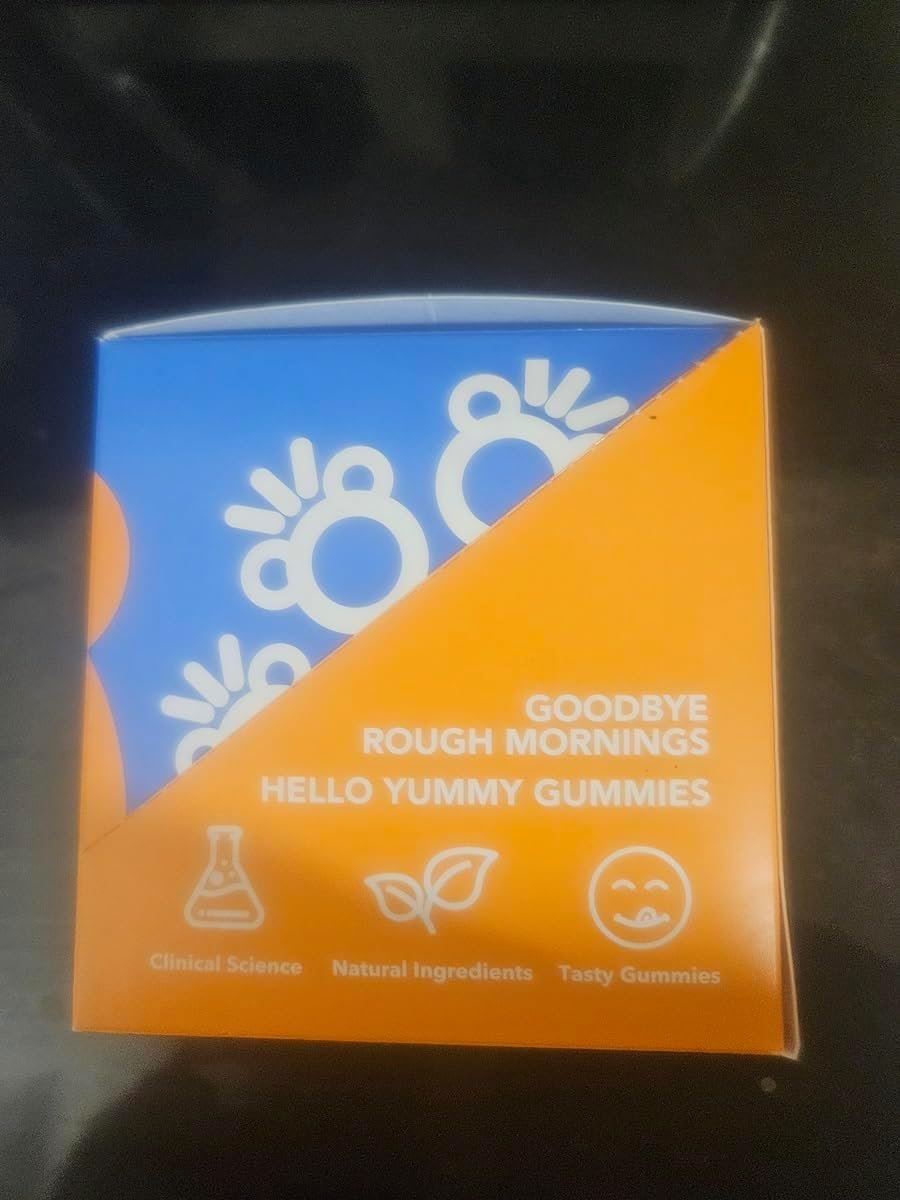 GOODBYE
ROUGH MORNINGS
HELLO YUMMY GUMMIES
Clinical Science
Natural Ingredients
Tasty Gummies